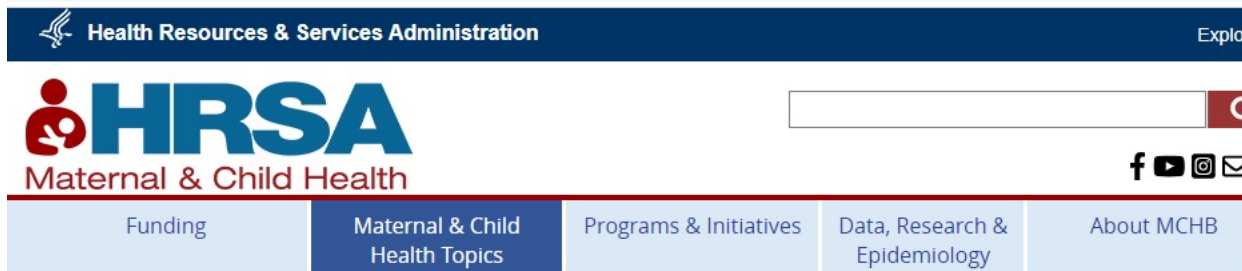 Health Resources & Services Administration
Explo
HRSA
Maternal & Child Health
Funding
Maternal & Child
Health Topics
Programs & Initiatives
Data, Research &
Epidemiology
About MCHB